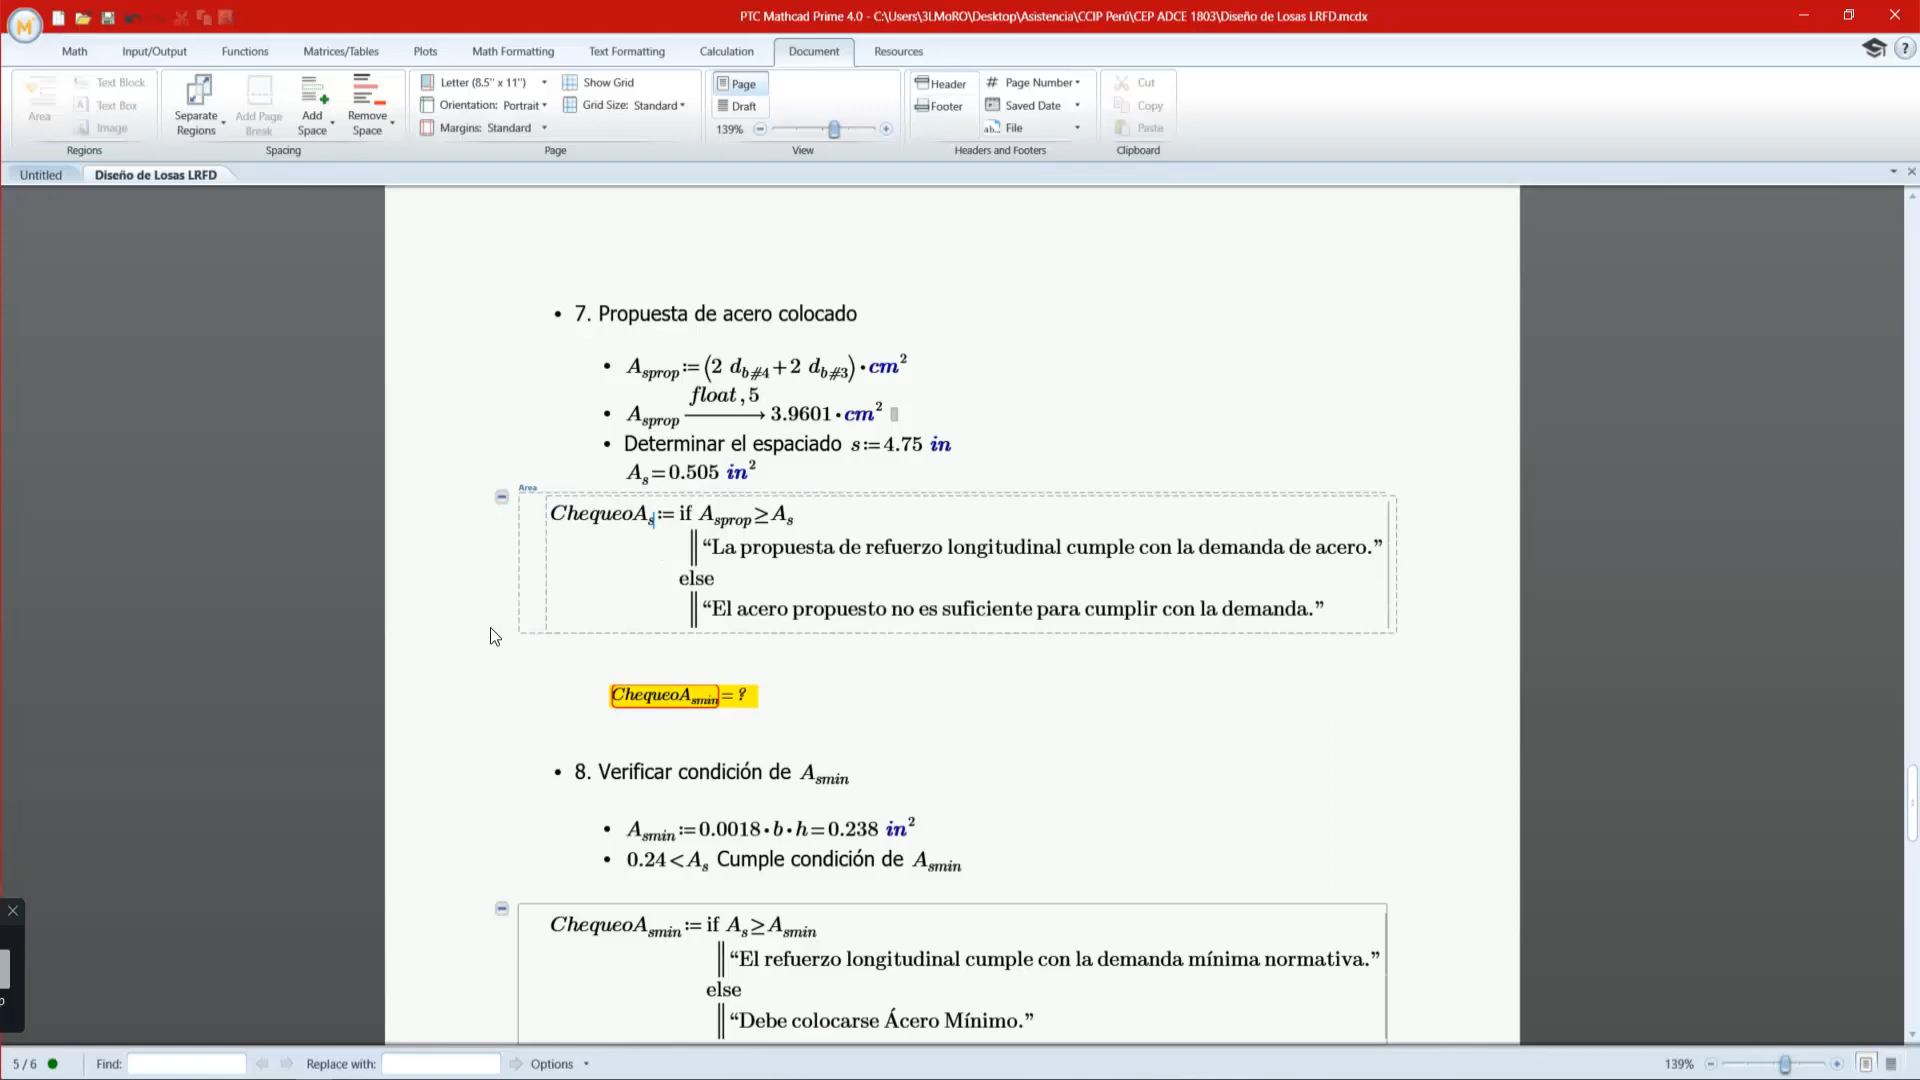 PTC Mathcad Prime 4.0 - C:\Users\3LMoRO\Desktop\Asistencia\CCIP Perú\CEP ADCE 1803\Diseño de Losas LRFD.mcdx
Math Input/Output Functions Matrices/Tables Plots Math Formatting Text Formatting Calculation Document Resources
Area
Text Block
Text Box
Image
Regions
Separate Regions
Add Page Break
Add Space
Remove Space
Spacing
Letter (8.5" x 11")
Orientation: Portrait
Margins: Standard
Show Grid
Grid Size: Standard
Page
Page
Draft
139%
View
Header
Footer
Page Number
Saved Date
File
Headers and Footers
Cut
Copy
Paste
Clipboard
Untitled Diseño de Losas LRFD
• 7. Propuesta de acero colocado
• A_sprop := (2 d_b#4 + 2 d_b#3) · cm²
float , 5
• A_sprop → 3.9601 · cm²
• Determinar el espaciado s := 4.75 in
A_s = 0.505 in²
Area
ChequeoA_s := if A_sprop ≥ A_s
‖ “La propuesta de refuerzo longitudinal cumple con la demanda de acero.”
else
‖ “El acero propuesto no es suficiente para cumplir con la demanda.”
ChequeoA_smin = ?
• 8. Verificar condición de A_smin
• A_smin := 0.0018 · b · h = 0.238 in²
• 0.24 < A_s Cumple condición de A_smin
ChequeoA_smin := if A_s ≥ A_smin
‖ “El refuerzo longitudinal cumple con la demanda mínima normativa.”
else
‖ “Debe colocarse Ácero Mínimo.”
5 / 6 Find: Replace with: Options 139%